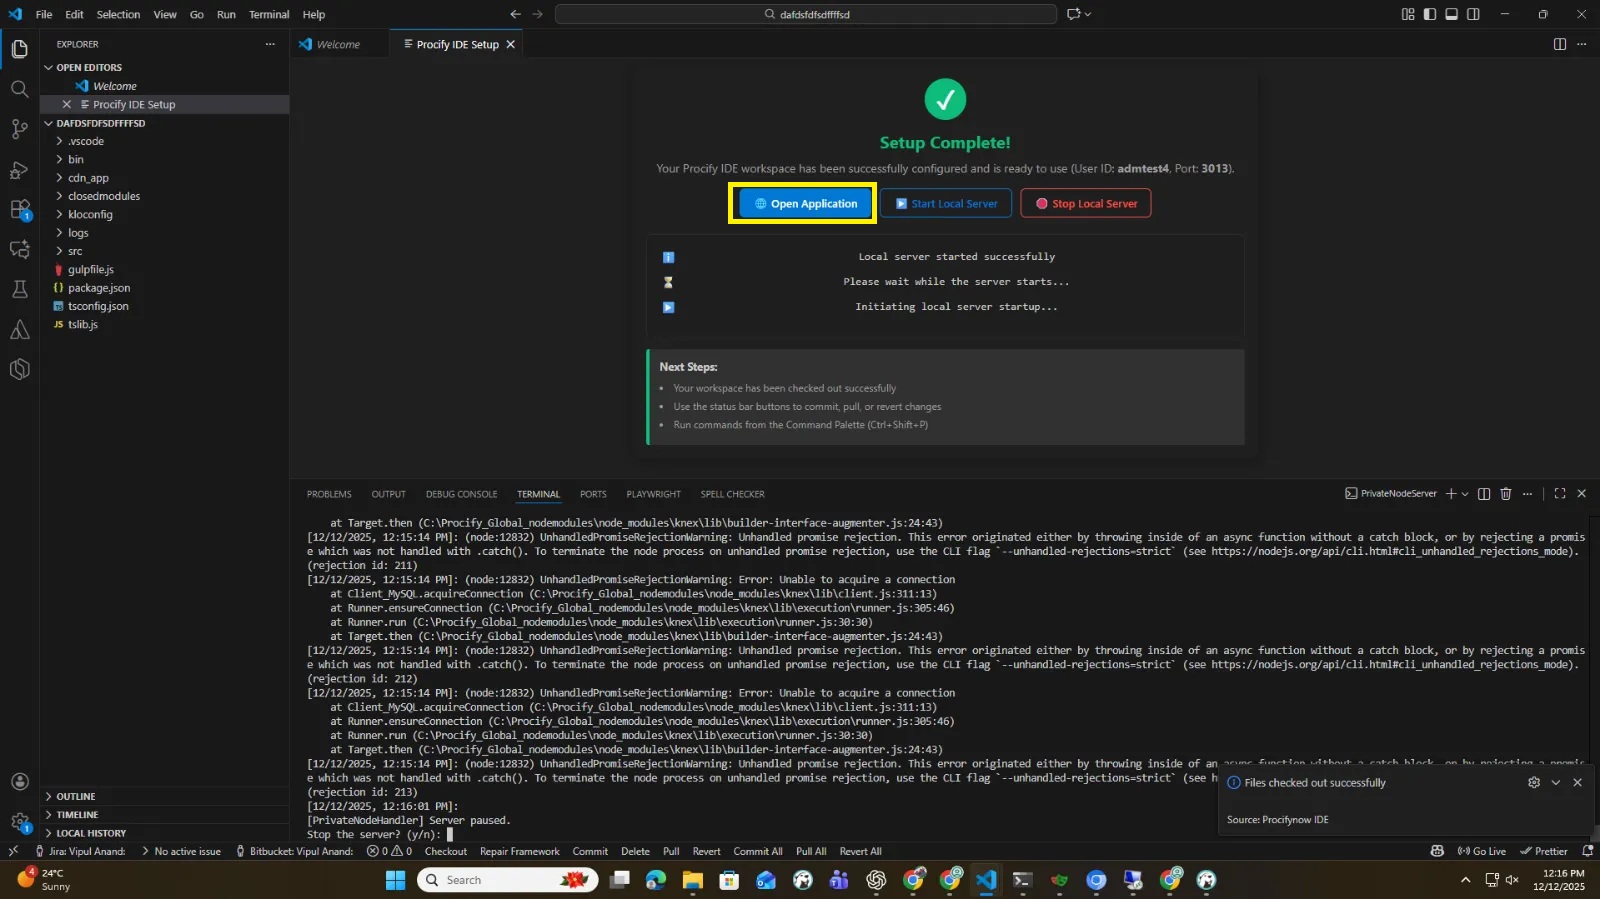 File Edit Selection View Go Run Terminal Help
dafdsfdfsdffffsd
EXPLORER
OPEN EDITORS
Welcome
Procify IDE Setup
DAFDSFDFSDFFFFSD
.vscode
bin
cdn_app
closedmodules
kloconfig
logs
src
gulpfile.js
{} package.json
TS tsconfig.json
JS tslib.js
OUTLINE
TIMELINE
LOCAL HISTORY
1
1
Welcome
Procify IDE Setup
Setup Complete!
Your Procify IDE workspace has been successfully configured and is ready to use (User ID: admtest4, Port: 3013).
Open Application Start Local Server Stop Local Server
Local server started successfully
Please wait while the server starts...
Initiating local server startup...
Next Steps:
• Your workspace has been checked out successfully
• Use the status bar buttons to commit, pull, or revert changes
• Run commands from the Command Palette (Ctrl+Shift+P)
PROBLEMS OUTPUT DEBUG CONSOLE TERMINAL PORTS PLAYWRIGHT SPELL CHECKER
PrivateNodeServer
at Target.then (C:\Procify_Global_nodemodules\node_modules\knex\lib\builder-interface-augmenter.js:24:43)
[12/12/2025, 12:15:14 PM]: (node:12832) UnhandledPromiseRejectionWarning: Unhandled promise rejection. This error originated either by throwing inside of an async function without a catch block, or by rejecting a promis
e which was not handled with .catch(). To terminate the node process on unhandled promise rejection, use the CLI flag `--unhandled-rejections=strict` (see https://nodejs.org/api/cli.html#cli_unhandled_rejections_mode).
(rejection id: 211)
[12/12/2025, 12:15:14 PM]: (node:12832) UnhandledPromiseRejectionWarning: Error: Unable to acquire a connection
at Client_MySQL.acquireConnection (C:\Procify_Global_nodemodules\node_modules\knex\lib\client.js:311:13)
at Runner.ensureConnection (C:\Procify_Global_nodemodules\node_modules\knex\lib\execution\runner.js:305:46)
at Runner.run (C:\Procify_Global_nodemodules\node_modules\knex\lib\execution\runner.js:30:30)
at Target.then (C:\Procify_Global_nodemodules\node_modules\knex\lib\builder-interface-augmenter.js:24:43)
[12/12/2025, 12:15:14 PM]: (node:12832) UnhandledPromiseRejectionWarning: Unhandled promise rejection. This error originated either by throwing inside of an async function without a catch block, or by rejecting a promis
e which was not handled with .catch(). To terminate the node process on unhandled promise rejection, use the CLI flag `--unhandled-rejections=strict` (see https://nodejs.org/api/cli.html#cli_unhandled_rejections_mode).
(rejection id: 212)
[12/12/2025, 12:15:14 PM]: (node:12832) UnhandledPromiseRejectionWarning: Error: Unable to acquire a connection
at Client_MySQL.acquireConnection (C:\Procify_Global_nodemodules\node_modules\knex\lib\client.js:311:13)
at Runner.ensureConnection (C:\Procify_Global_nodemodules\node_modules\knex\lib\execution\runner.js:305:46)
at Runner.run (C:\Procify_Global_nodemodules\node_modules\knex\lib\execution\runner.js:30:30)
at Target.then (C:\Procify_Global_nodemodules\node_modules\knex\lib\builder-interface-augmenter.js:24:43)
[12/12/2025, 12:15:14 PM]: (node:12832) UnhandledPromiseRejectionWarning: Unhandled promise rejection. This error originated either by throwing inside of an async function without a catch block, or by rejecting a promis
e which was not handled with .catch(). To terminate the node process on unhandled promise rejection, use the CLI flag `--unhandled-rejections=strict` (see h
(rejection id: 213)
[12/12/2025, 12:16:01 PM]:
[PrivateNodeHandler] Server paused.
Stop the server? (y/n):
Files checked out successfully
Source: Procifynow IDE
Jira: Vipul Anand: No active issue Bitbucket: Vipul Anand: 0 0 Checkout Repair Framework Commit Delete Pull Revert Commit All Pull All Revert All Go Live Prettier
4
24°C
Sunny
Search
12:16 PM
12/12/2025